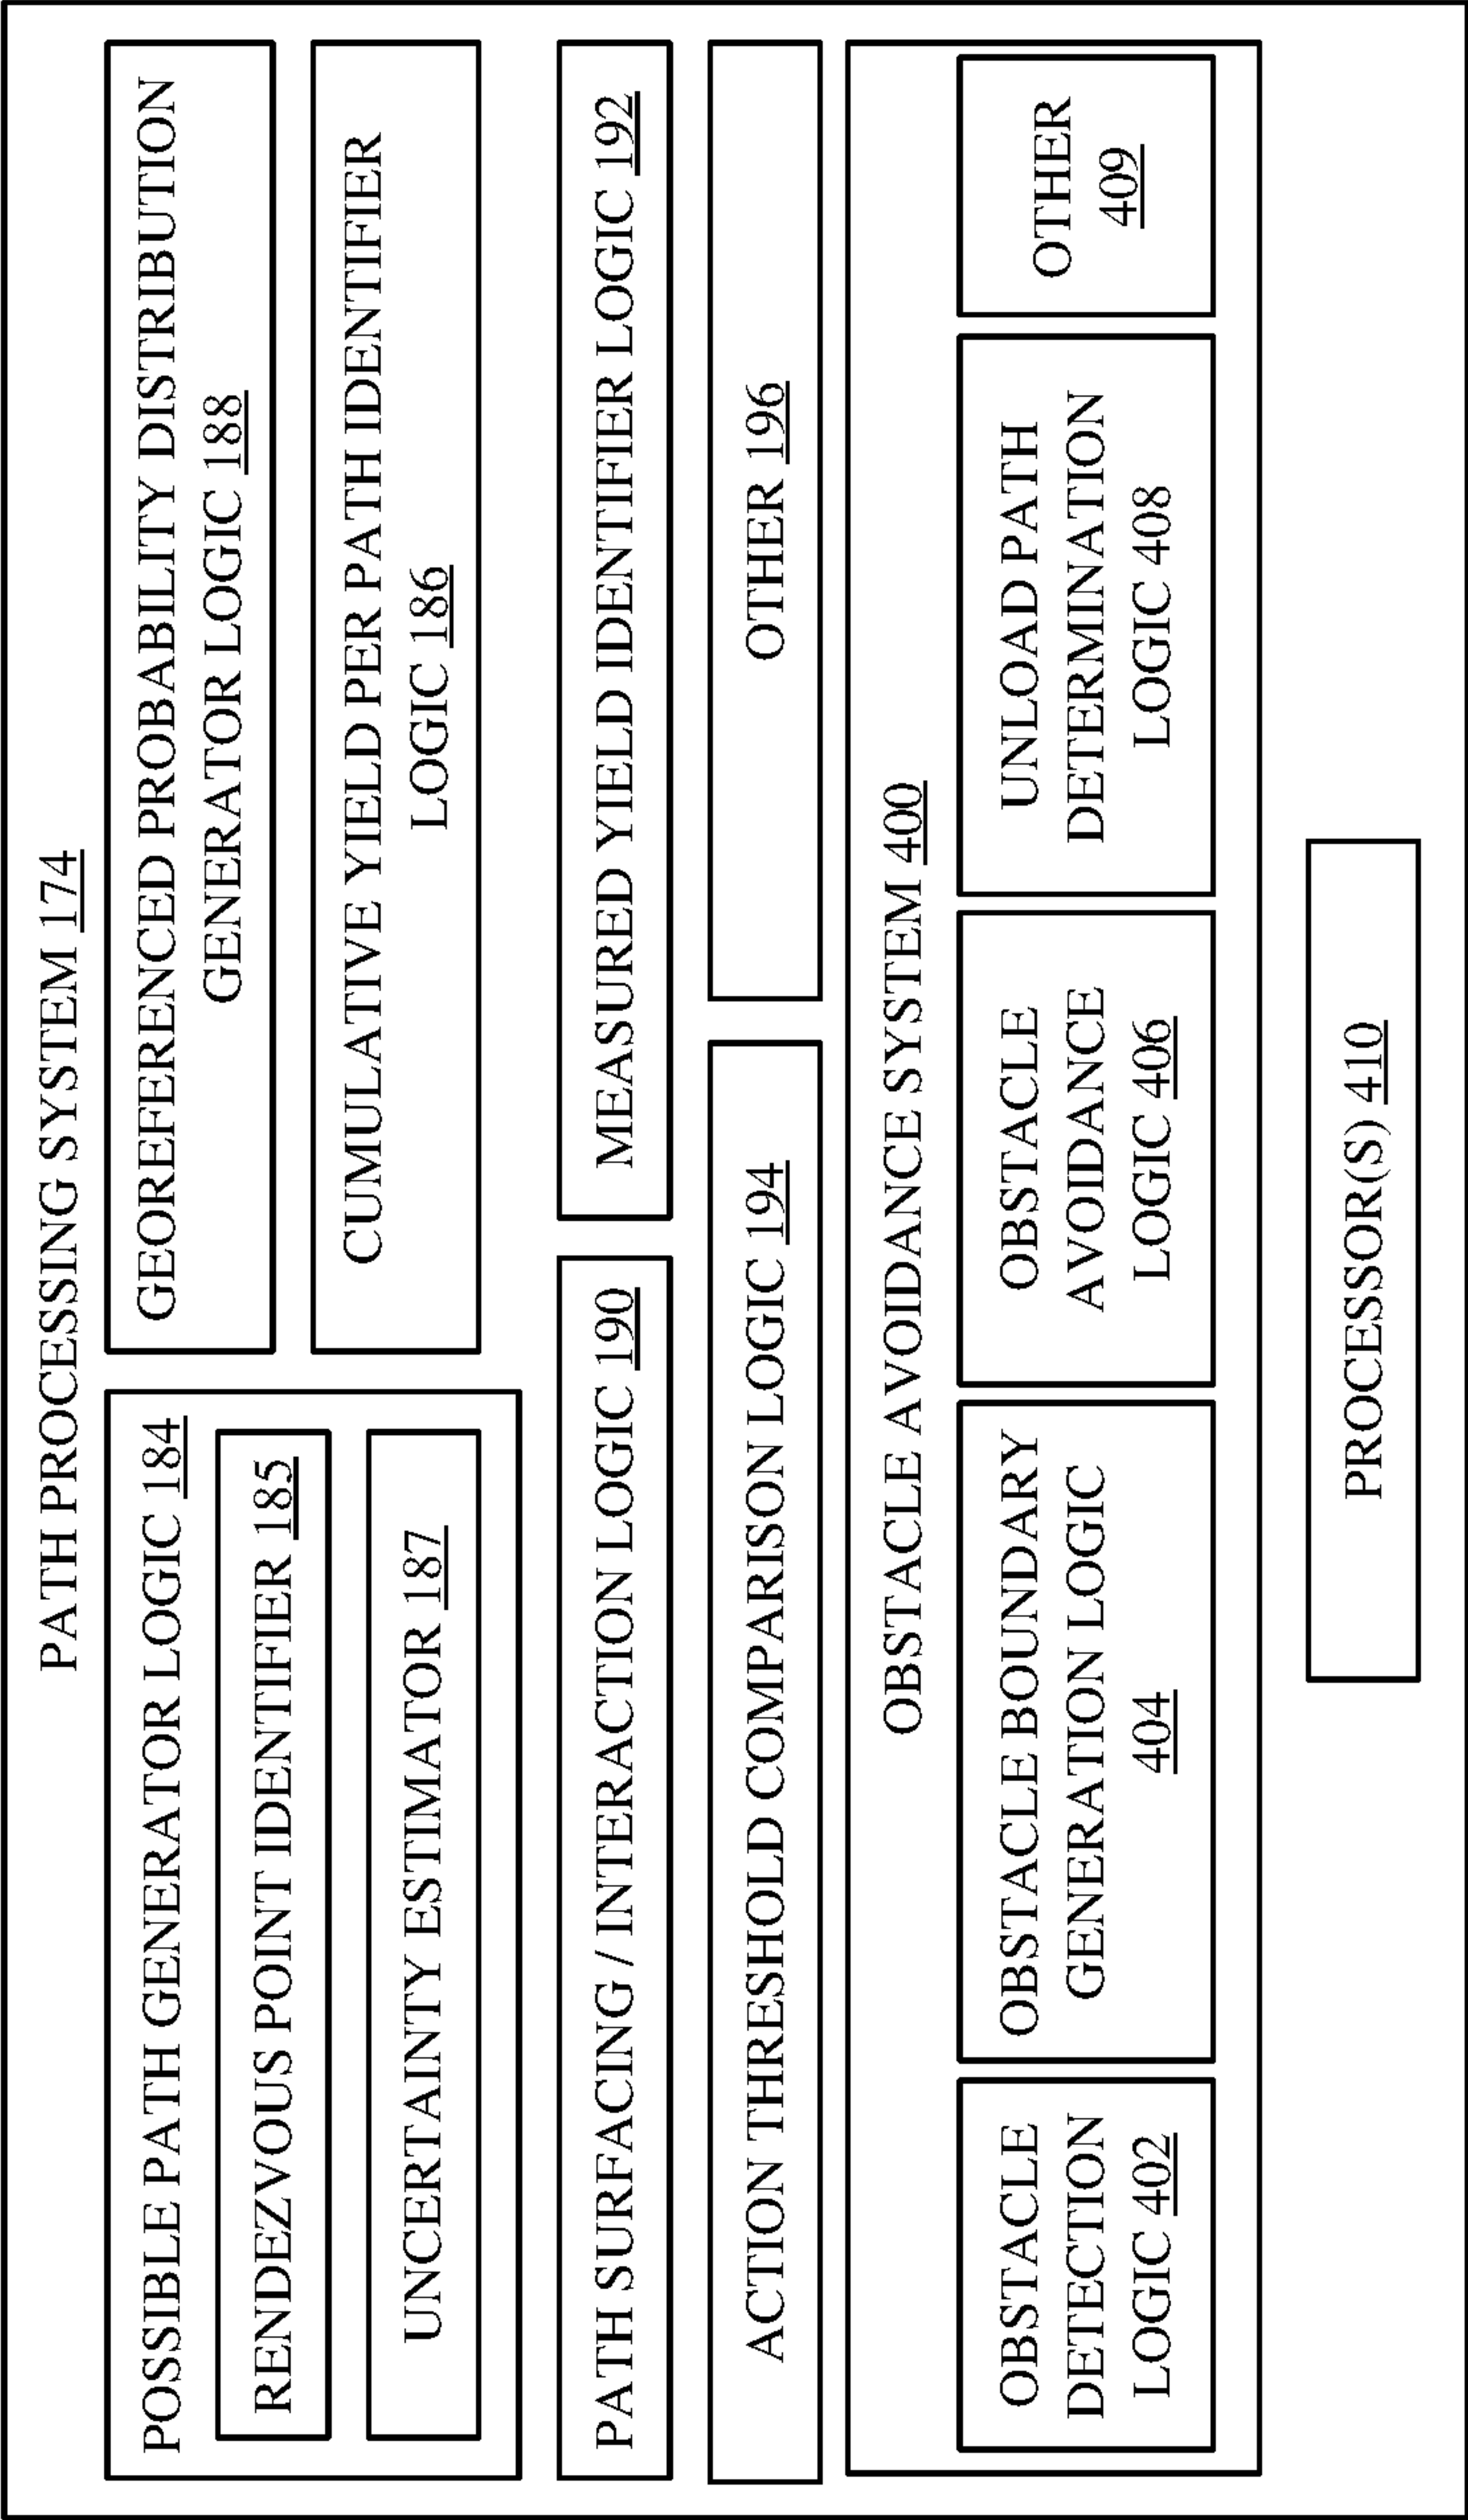 PATH PROCESSING SYSTEM 174
POSSIBLE PATH GENERATOR LOGIC 184
RENDEZVOUS POINT IDENTIFIER 185
UNCERTAINTY ESTIMATOR 187
GEOREFERENCED PROBABILITY DISTRIBUTION
GENERATOR LOGIC 188
CUMULATIVE YIELD PER PATH IDENTIFIER
LOGIC 186
PATH SURFACING / INTERACTION LOGIC 190
MEASURED YIELD IDENTIFIER LOGIC 192
ACTION THRESHOLD COMPARISON LOGIC 194
OTHER 196
OBSTACLE AVOIDANCE SYSTEM 400
OBSTACLE
DETECTION
LOGIC 402
OBSTACLE BOUNDARY
GENERATION LOGIC
404
OBSTACLE
AVOIDANCE
LOGIC 406
UNLOAD PATH
DETERMINATION
LOGIC 408
OTHER
409
PROCESSOR(S) 410